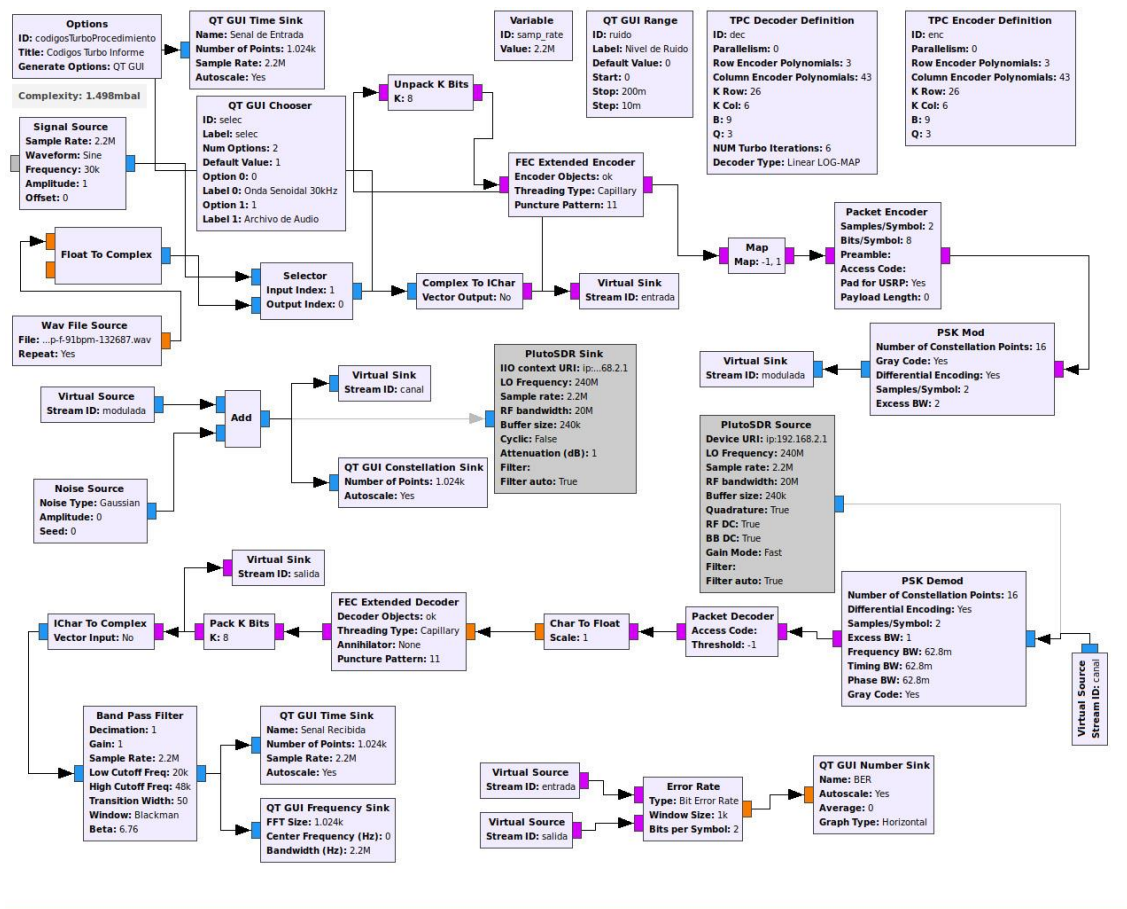 Options
ID: codigosTurboProcedimiento
Title: Codigos Turbo Informe
Generate Options: QT GUI
Complexity: 1.498mbal
QT GUI Time Sink
Name: Senal de Entrada
Number of Points: 1.024k
Sample Rate: 2.2M
Autoscale: Yes
Variable
ID: samp_rate
Value: 2.2M
QT GUI Range
ID: ruido
Label: Nivel de Ruido
Default Value: 0
Start: 0
Stop: 200m
Step: 10m
TPC Decoder Definition
ID: dec
Parallelism: 0
Row Encoder Polynomials: 3
Column Encoder Polynomials: 43
K Row: 26
K Col: 6
B: 9
Q: 3
NUM Turbo Iterations: 6
Decoder Type: Linear LOG-MAP
TPC Encoder Definition
ID: enc
Parallelism: 0
Row Encoder Polynomials: 3
Column Encoder Polynomials: 43
K Row: 26
K Col: 6
B: 9
Q: 3
Unpack K Bits
K: 8
Signal Source
Sample Rate: 2.2M
Waveform: Sine
Frequency: 30k
Amplitude: 1
Offset: 0
QT GUI Chooser
ID: selec
Label: selec
Num Options: 2
Default Value: 1
Option 0: 0
Label 0: Onda Senoidal 30kHz
Option 1: 1
Label 1: Archivo de Audio
FEC Extended Encoder
Encoder Objects: ok
Threading Type: Capillary
Puncture Pattern: 11
Float To Complex
Selector
Input Index: 1
Output Index: 0
Complex To IChar
Vector Output: No
Virtual Sink
Stream ID: entrada
Map
Map: -1, 1
Packet Encoder
Samples/Symbol: 2
Bits/Symbol: 8
Preamble:
Access Code:
Pad for USRP: Yes
Payload Length: 0
Wav File Source
File: ...p-f-91bpm-132687.wav
Repeat: Yes
PSK Mod
Number of Constellation Points: 16
Gray Code: Yes
Differential Encoding: Yes
Samples/Symbol: 2
Excess BW: 2
Virtual Sink
Stream ID: modulada
Virtual Source
Stream ID: modulada
Add
Virtual Sink
Stream ID: canal
PlutoSDR Sink
IIO context URI: ip:...68.2.1
LO Frequency: 240M
Sample rate: 2.2M
RF bandwidth: 20M
Buffer size: 240k
Cyclic: False
Attenuation (dB): 1
Filter:
Filter auto: True
QT GUI Constellation Sink
Number of Points: 1.024k
Autoscale: Yes
Noise Source
Noise Type: Gaussian
Amplitude: 0
Seed: 0
PlutoSDR Source
Device URI: ip:192.168.2.1
LO Frequency: 240M
Sample rate: 2.2M
RF bandwidth: 20M
Buffer size: 240k
Quadrature: True
RF DC: True
BB DC: True
Gain Mode: Fast
Filter:
Filter auto: True
Virtual Sink
Stream ID: salida
IChar To Complex
Vector Input: No
Pack K Bits
K: 8
FEC Extended Decoder
Decoder Objects: ok
Threading Type: Capillary
Annihilator: None
Puncture Pattern: 11
Char To Float
Scale: 1
Packet Decoder
Access Code:
Threshold: -1
PSK Demod
Number of Constellation Points: 16
Differential Encoding: Yes
Samples/Symbol: 2
Excess BW: 1
Frequency BW: 62.8m
Timing BW: 62.8m
Phase BW: 62.8m
Gray Code: Yes
Virtual Source
Stream ID: canal
Band Pass Filter
Decimation: 1
Gain: 1
Sample Rate: 2.2M
Low Cutoff Freq: 20k
High Cutoff Freq: 48k
Transition Width: 50
Window: Blackman
Beta: 6.76
QT GUI Time Sink
Name: Senal Recibida
Number of Points: 1.024k
Sample Rate: 2.2M
Autoscale: Yes
QT GUI Frequency Sink
FFT Size: 1.024k
Center Frequency (Hz): 0
Bandwidth (Hz): 2.2M
Virtual Source
Stream ID: entrada
Virtual Source
Stream ID: salida
Error Rate
Type: Bit Error Rate
Window Size: 1k
Bits per Symbol: 2
QT GUI Number Sink
Name: BER
Autoscale: Yes
Average: 0
Graph Type: Horizontal